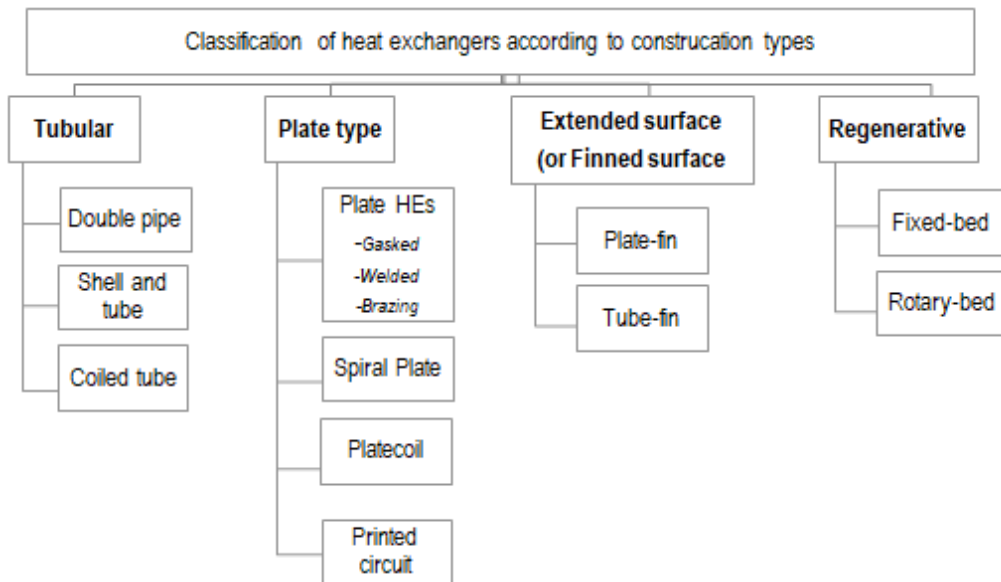 Classification of heat exchangers according to construcation types
Tubular
Double pipe
Shell and
tube
Coiled tube
Plate type
Plate HEs
-Gasked
-Welded
-Brazing
Spiral Plate
Platecoil
Printed
circuit
Extended surface
(or Finned surface
Plate-fin
Tube-fin
Regenerative
Fixed-bed
Rotary-bed